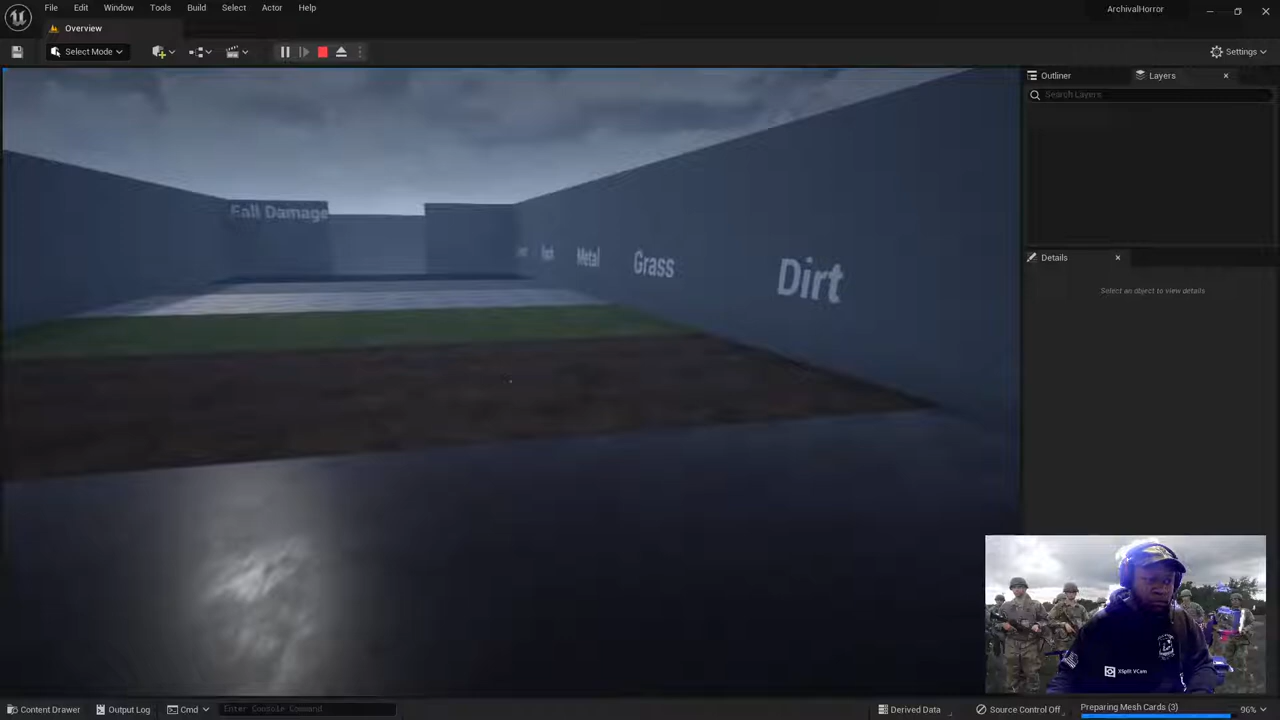 File Edit Window Tools Build Select Actor Help
ArchivalHorror
Overview
Select Mode
Settings
Outliner
Layers
Search Layers
Fall Damage
Metal
Grass
Dirt
Details
Select an object to view details
XSplit VCam
Content Drawer
Output Log
Cmd
Enter Console Command
Derived Data
Source Control Off
Preparing Mesh Cards (3)
96%